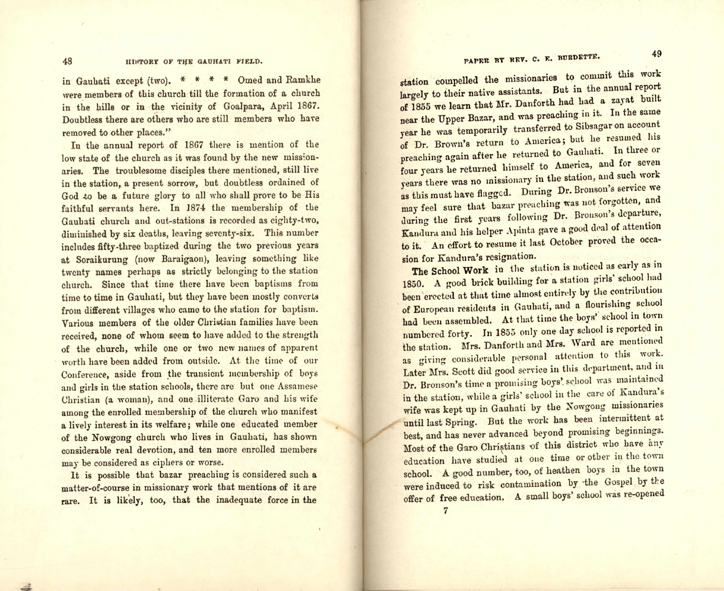 48 HISTORY OF THE GAUHATI FIELD.
in Gauhati except (two). * * * * Omed and Ramkhe
were members of this church till the formation of a church
in the hills or in the vicinity of Goalpara, April 1867.
Doubtless there are others who are still members who have
removed to other places."
In the annual report of 1867 there is mention of the
low state of the church as it was found by the new mission-
aries. The troublesome disciples there mentioned, still live
in the station, a present sorrow, but doubtless ordained of
God to be a future glory to all who shall prove to be His
faithful servants here. In 1874 the membership of the
Gauhati church and out-stations is recorded as eighty-two,
diminished by six deaths, leaving seventy-six. This number
includes fifty-three baptized during the two previous years
at Soraikurung (now Baraigaon), leaving something like
twenty names perhaps as strictly belonging to the station
church. Since that time there have been baptisms from
time to time in Gauhati, but they have been mostly converts
from different villages who came to the station for baptism.
Various members of the older Christian families have been
received, none of whom seem to have added to the strength
of the church, while one or two new names of apparent
worth have been added from outside. At the time of our
Conference, aside from the transient membership of boys
and girls in the station schools, there are but one Assamese
Christian (a woman), and one illiterate Garo and his wife
among the enrolled membership of the church who manifest
a lively interest in its welfare; while one educated member
of the Nowgong church who lives in Gauhati, has shown
considerable real devotion, and ten more enrolled members
may be considered as ciphers or worse.
It is possible that bazar preaching is considered such a
matter-of-course in missionary work that mentions of it are
rare. It is likely, too, that the inadequate force in the
PAPER BY REV. C. E. BURDETTE. 49
station compelled the missionaries to commit this work
largely to their native assistants. But in the annual report
of 1855 we learn that Mr. Danforth had had a zayat built
near the Upper Bazar, and was preaching in it. In the same
year he was temporarily transferred to Sibsagar on account
of Dr. Brown's return to America; but he resumed his
preaching again after he returned to Gauhati. In three or
four years he returned himself to America, and for seven
years there was no missionary in the station, and such work
as this must have flagged. During Dr. Bronson's service we
may feel sure that bazar preaching was not forgotten, and
during the first years following Dr. Bronson's departure,
Kandura and his helper Apinta gave a good deal of attention
to it. An effort to resume it last October proved the occa-
sion for Kandura's resignation.
The School Work in the station is noticed as early as in
1850. A good brick building for a station girls' school had
been erected at that time almost entirely by the contribution
of European residents in Gauhati, and a flourishing school
had been assembled. At that time the boys' school in town
numbered forty. In 1855 only one day school is reported in
the station. Mrs. Danforth and Mrs. Ward are mentioned
as giving considerable personal attention to this work.
Later Mrs. Scott did good service in this department, and in
Dr. Bronson's time a promising boys' school was maintained
in the station, while a girls' school in the care of Kandura's
wife was kept up in Gauhati by the Nowgong missionaries
until last Spring. But the work has been intermittent at
best, and has never advanced beyond promising beginnings.
Most of the Garo Christians of this district who have any
education have studied at one time or other in the town
school. A good number, too, of heathen boys in the town
were induced to risk contamination by the Gospel by the
offer of free education. A small boys' school was re-opened
7